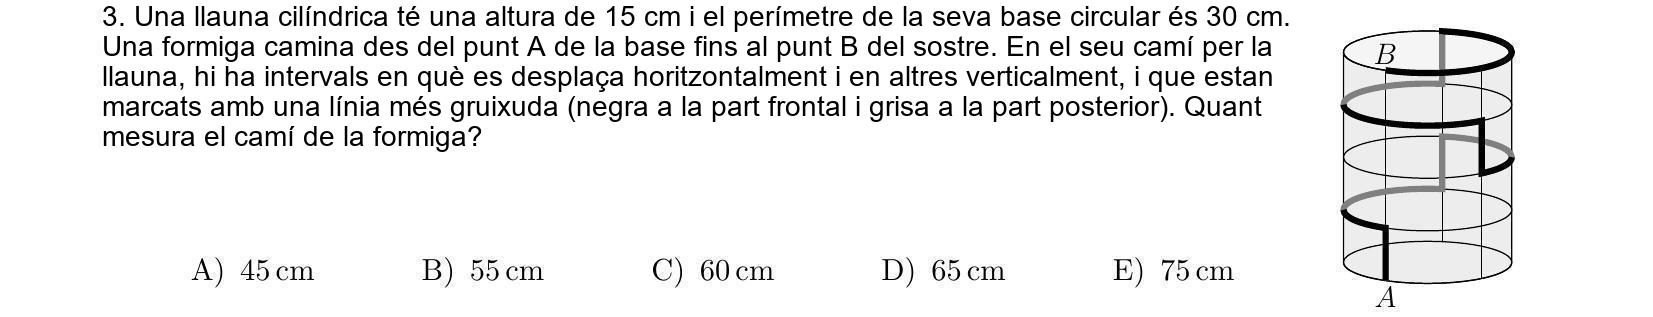 3. Una llauna cilíndrica té una altura de 15 cm i el perímetre de la seva base circular és 30 cm.
Una formiga camina des del punt A de la base fins al punt B del sostre. En el seu camí per la
llauna, hi ha intervals en què es desplaça horitzontalment i en altres verticalment, i que estan
marcats amb una línia més gruixuda (negra a la part frontal i grisa a la part posterior). Quant
mesura el camí de la formiga?
B
A) 45 cm B) 55 cm C) 60 cm D) 65 cm E) 75 cm
A